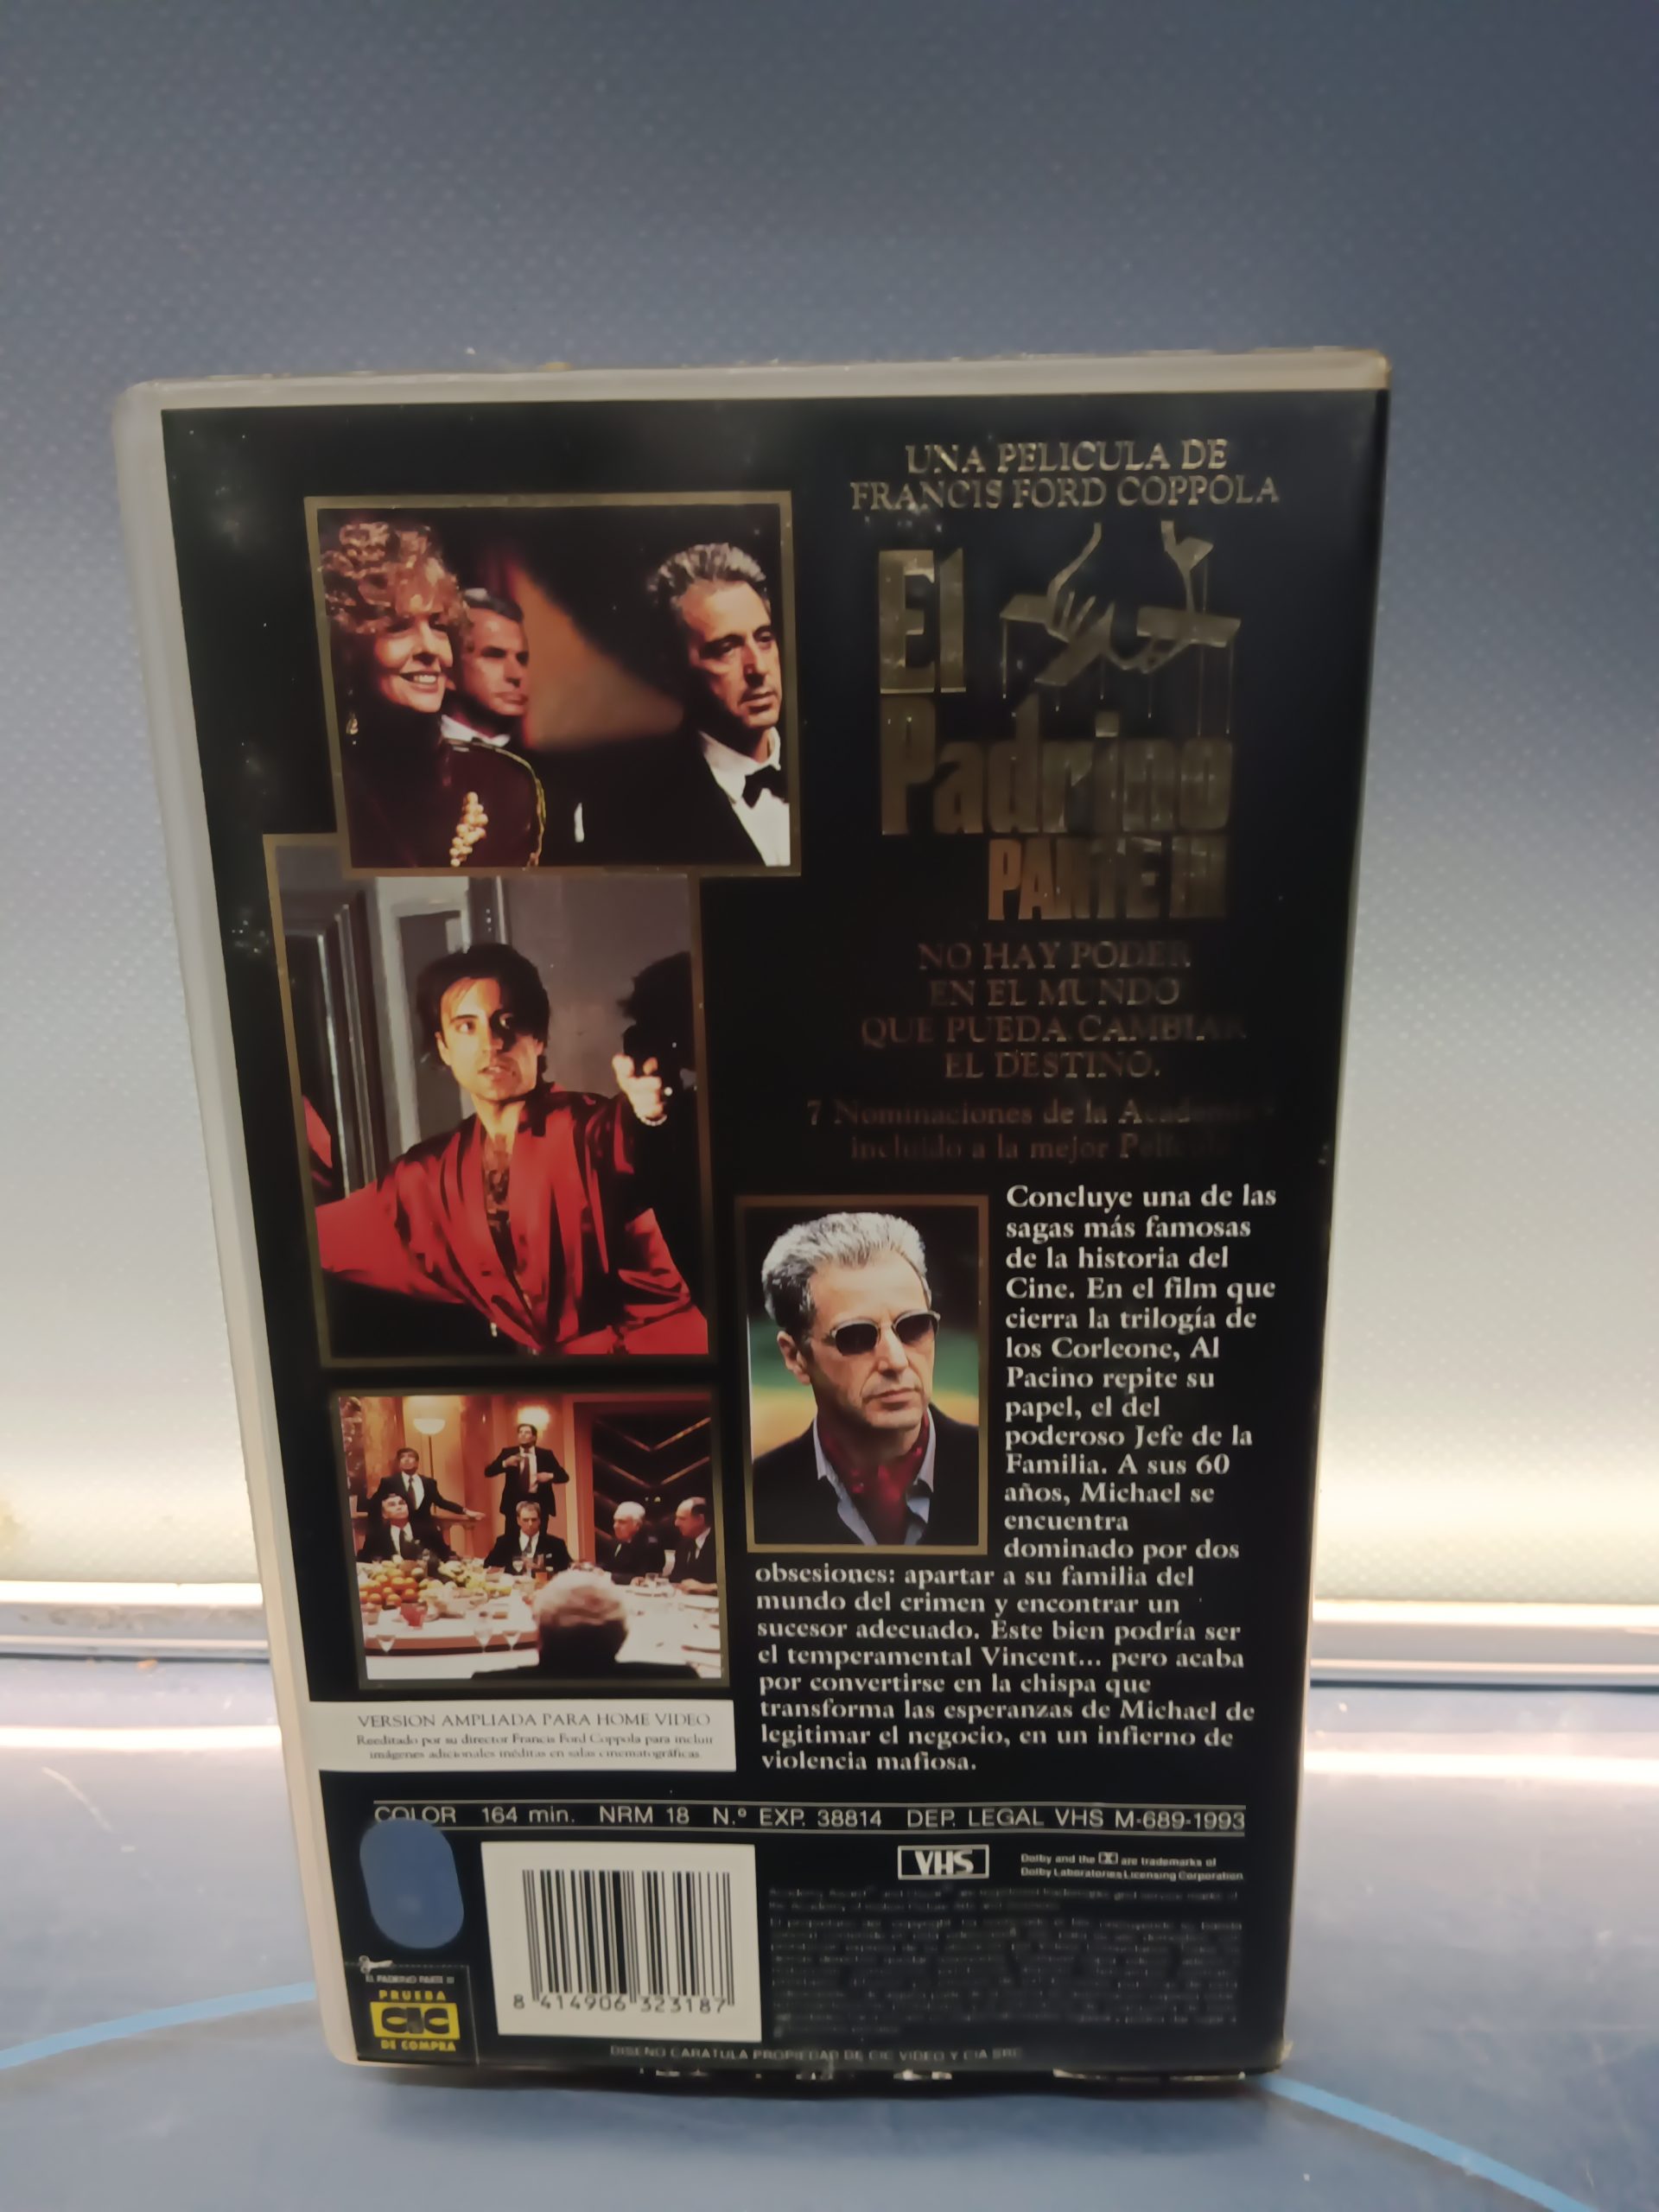 UNA PELICULA DE
FRANCIS FORD COPPOLA
El
Padrino
PARTE III
NO HAY PODER
EN EL MUNDO
QUE PUEDA CAMBIAR
EL DESTINO.
7 Nominaciones de la Academia
incluido a la mejor Película
Concluye una de las
sagas más famosas
de la historia del
Cine. En el film que
cierra la trilogía de
los Corleone, Al
Pacino repite su
papel, el del
poderoso Jefe de la
Familia. A sus 60
años, Michael se
encuentra
dominado por dos
obsesiones: apartar a su familia del
mundo del crimen y encontrar un
sucesor adecuado. Este bien podría ser
el temperamental Vincent... pero acaba
por convertirse en la chispa que
transforma las esperanzas de Michael de
legitimar el negocio, en un infierno de
violencia mafiosa.
VERSION AMPLIADA PARA HOME VIDEO
Reeditado por su director Francis Ford Coppola para incluir
imágenes adicionales inéditas en salas cinematográficas
COLOR 164 min. NRM 18 N.º EXP. 38814 DEP. LEGAL VHS M-689-1993
VHS
Dolby and the are trademarks of
Dolby Laboratories Licensing Corporation
8 414906 323187
EL PADRINO PARTE III
PRUEBA
CIC
DE COMPRA
DISEÑO CARATULA PROPIEDAD DE CIC VIDEO Y CIA SRC